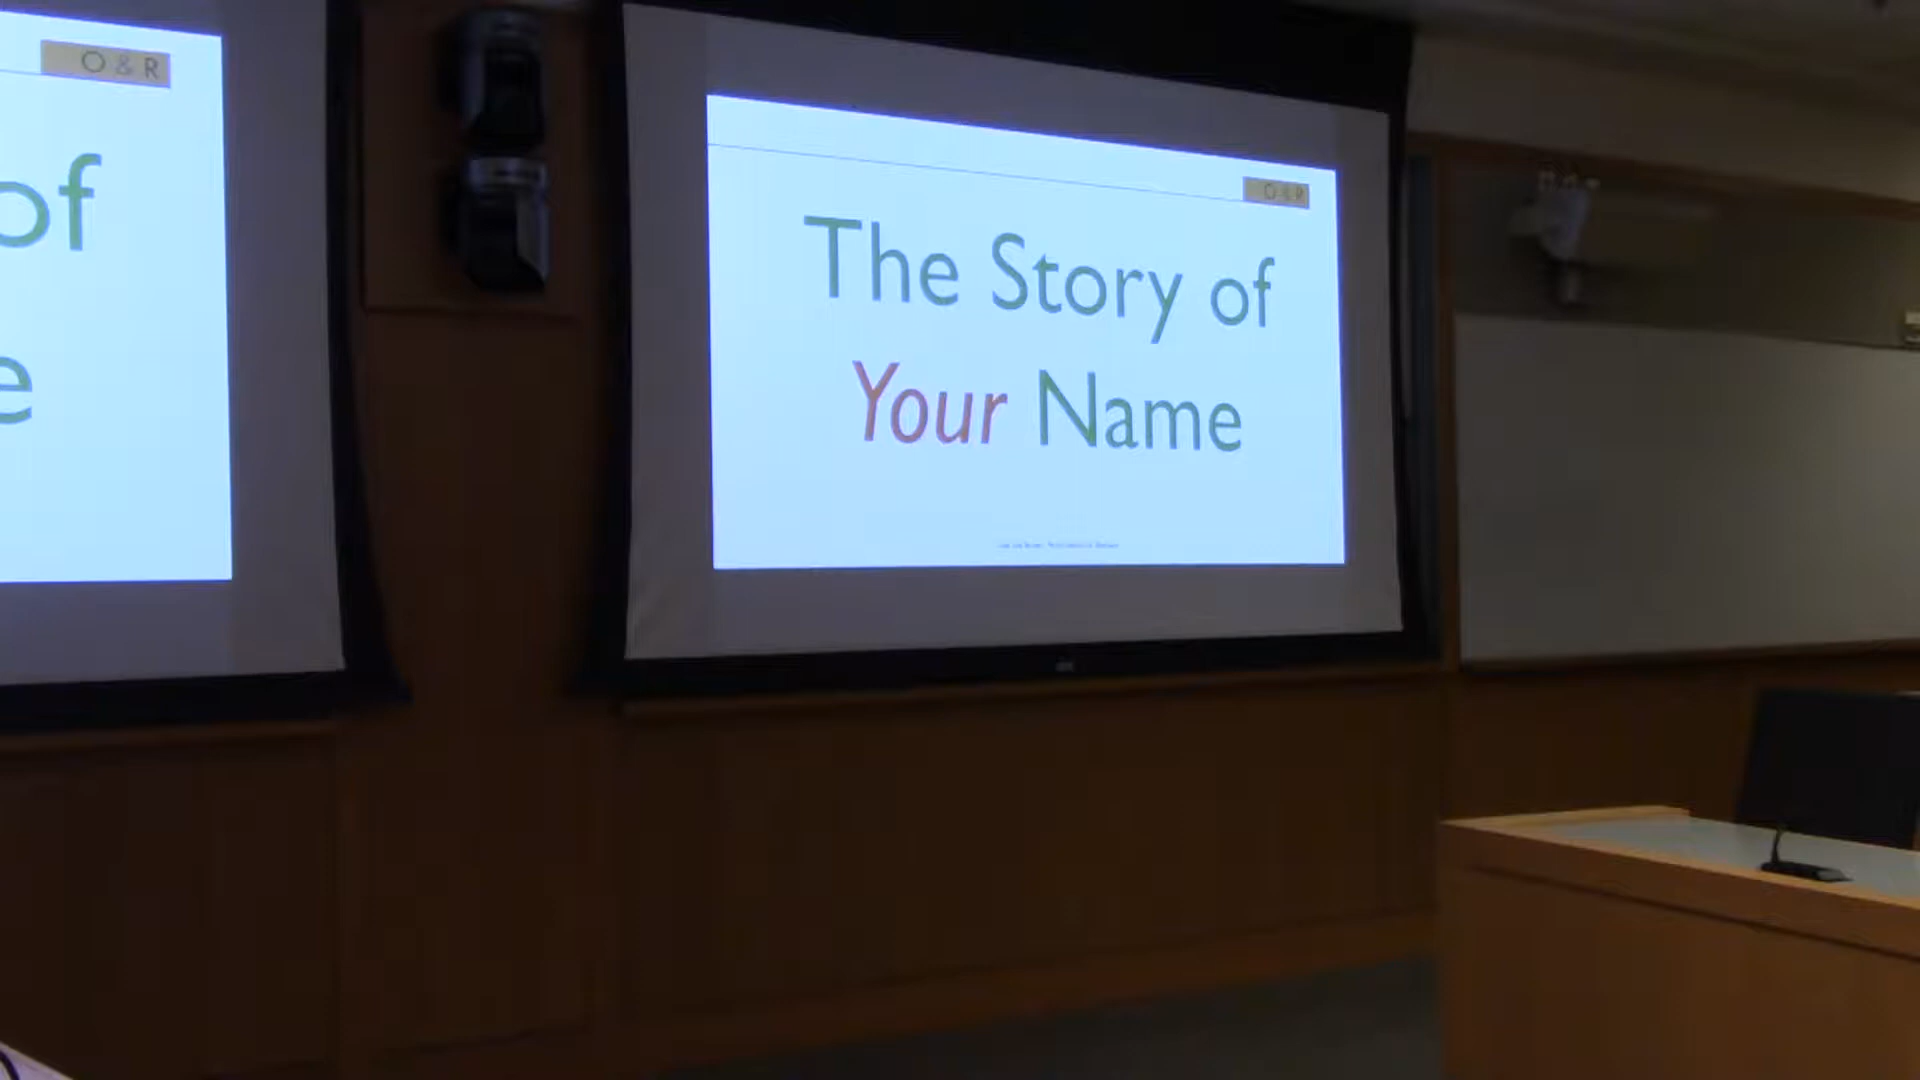 O & R
of
e
O & R
The Story of
Your Name